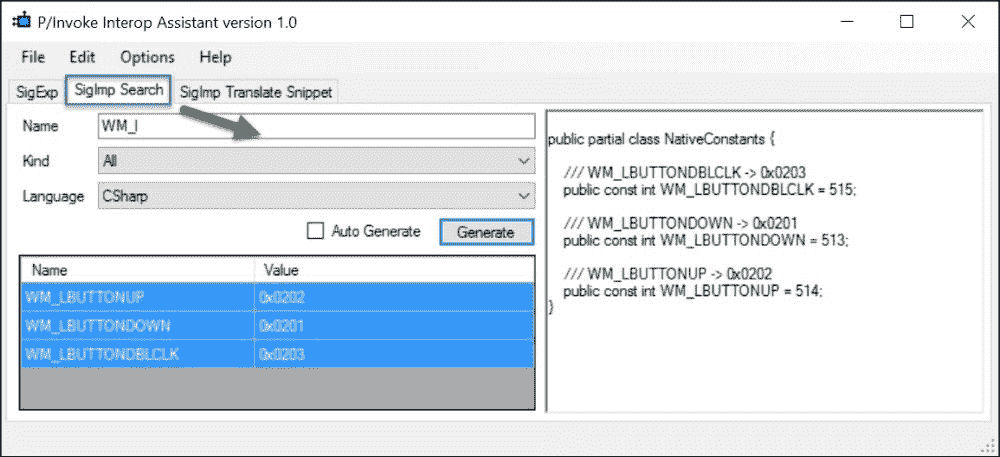 P/Invoke Interop Assistant version 1.0
File Edit Options Help
SigExp SigImp Search SigImp Translate Snippet
Name WM_l
Kind All
Language CSharp
Auto Generate Generate
Name Value
WM_LBUTTONUP 0x0202
WM_LBUTTONDOWN 0x0201
WM_LBUTTONDBLCLK 0x0203
public partial class NativeConstants {
/// WM_LBUTTONDBLCLK -> 0x0203
public const int WM_LBUTTONDBLCLK = 515;
/// WM_LBUTTONDOWN -> 0x0201
public const int WM_LBUTTONDOWN = 513;
/// WM_LBUTTONUP -> 0x0202
public const int WM_LBUTTONUP = 514;
}